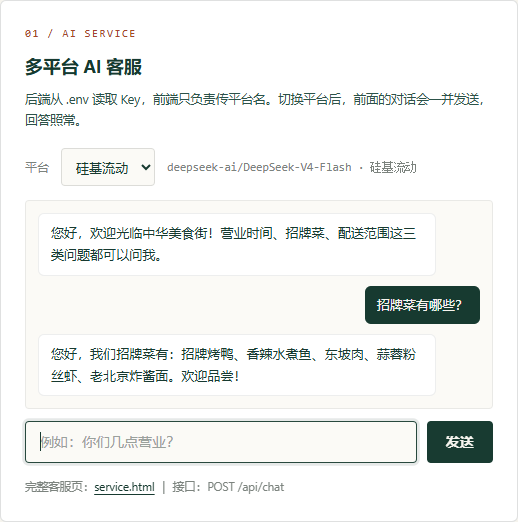 01 / AI SERVICE
多平台 AI 客服
后端从 .env 读取 Key，前端只负责传平台名。切换平台后，前面的对话会一并发送，
回答照常。
平台 硅基流动 deepseek-ai/DeepSeek-V4-Flash · 硅基流动
您好，欢迎光临中华美食街！营业时间、招牌菜、配送范围这三
类问题都可以问我。
招牌菜有哪些？
您好，我们招牌菜有：招牌烤鸭、香辣水煮鱼、东坡肉、蒜蓉粉
丝虾、老北京炸酱面。欢迎品尝！
例如：你们几点营业？ 发送
完整客服页：service.html | 接口：POST /api/chat